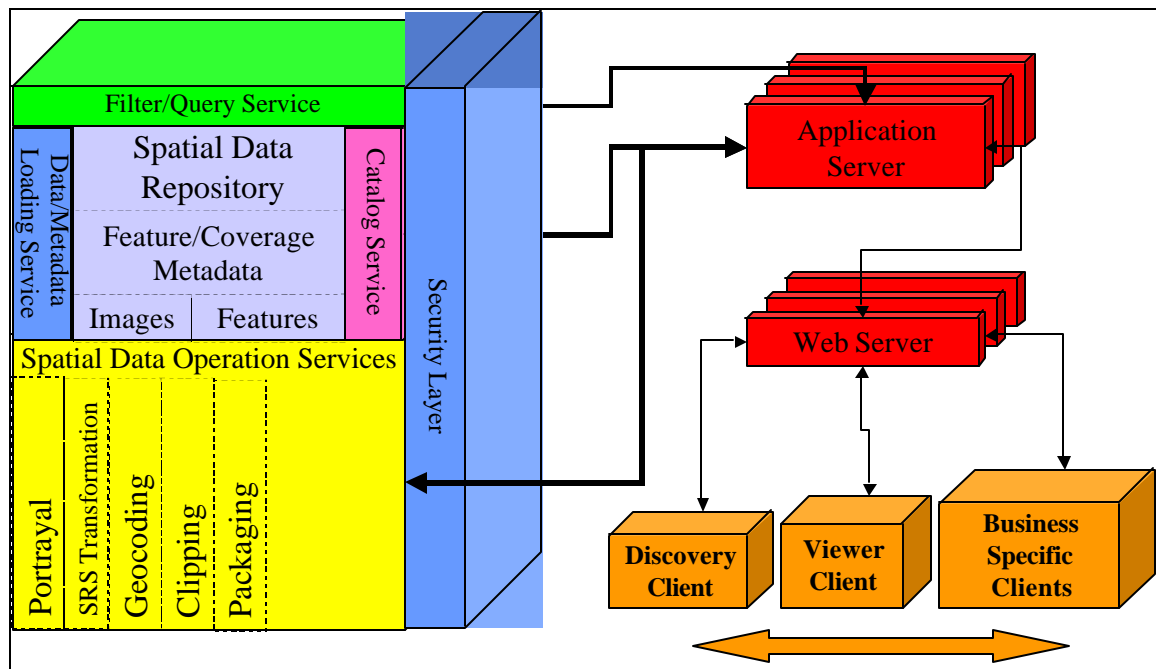 Filter/Query Service
Data/Metadata
Loading Service
Spatial Data
Repository
Feature/Coverage
Metadata
Images
Features
Catalog Service
Security Layer
Spatial Data Operation Services
Portrayal
SRS Transformation
Geocoding
Clipping
Packaging
Application
Server
Web Server
Discovery
Client
Viewer
Client
Business
Specific
Clients